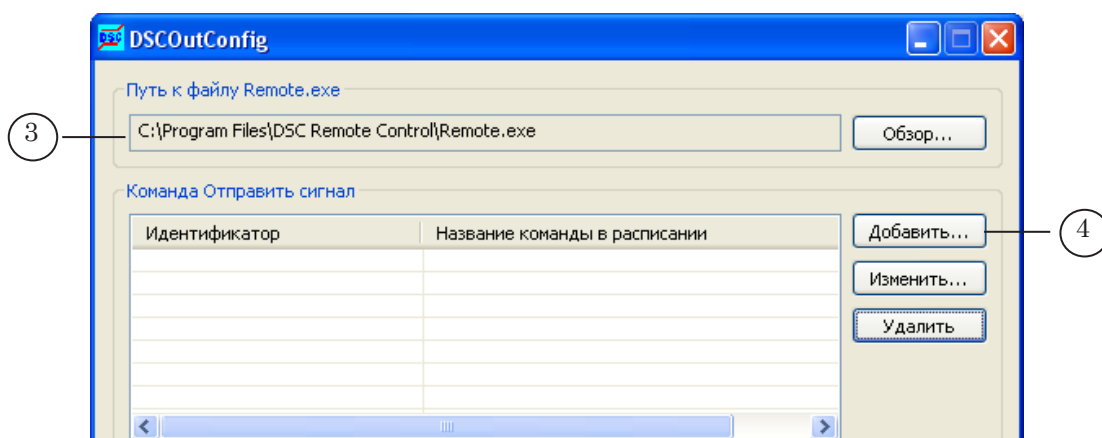 DSC DSCOutConfig
Путь к файлу Remote.exe
3 C:\Program Files\DSC Remote Control\Remote.exe Обзор...
Команда Отправить сигнал
Идентификатор Название команды в расписании Добавить... 4
Изменить...
Удалить